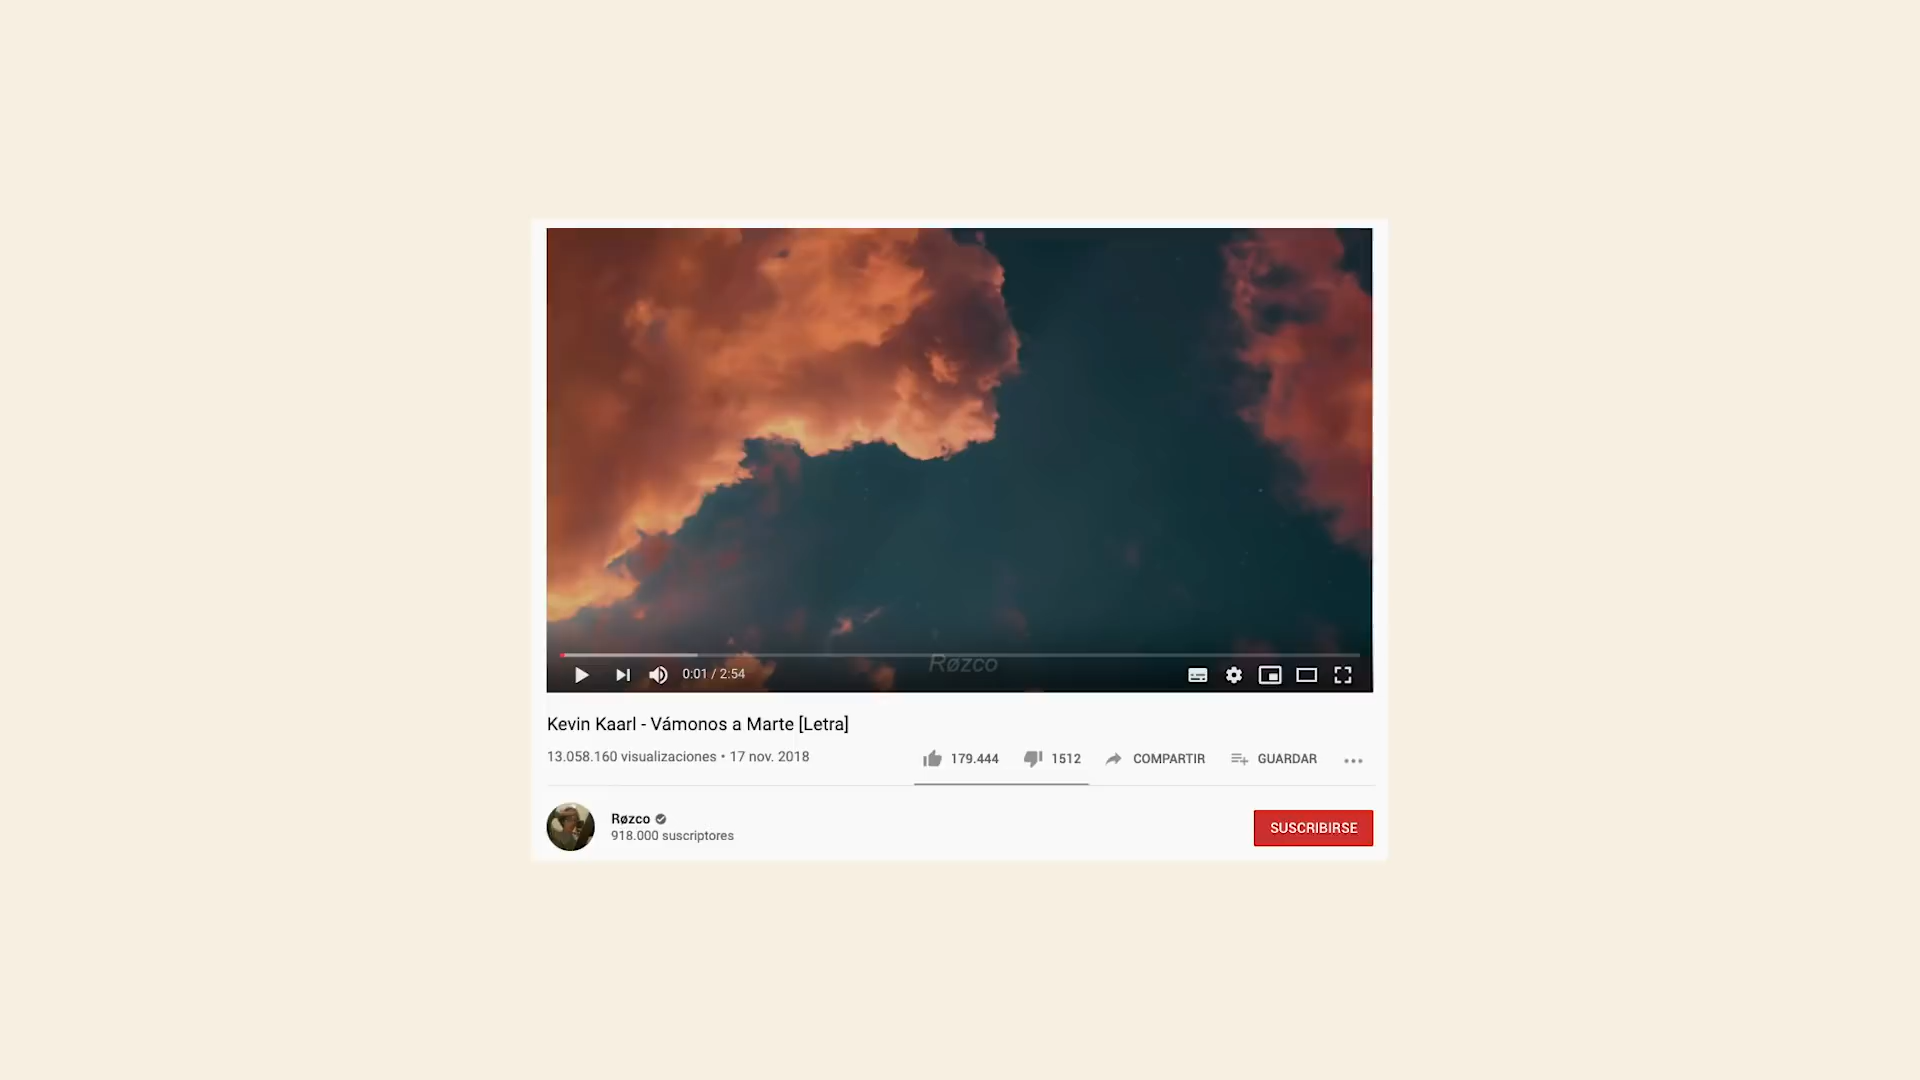 Røzco
0:01 / 2:54
Kevin Kaarl - Vámonos a Marte [Letra]
13.058.160 visualizaciones • 17 nov. 2018
179.444 1512 COMPARTIR GUARDAR
Røzco
918.000 suscriptores
SUSCRIBIRSE